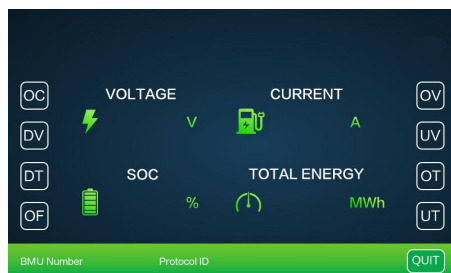 OC
VOLTAGE
CURRENT
OV
DV
V
A
UV
DT
SOC
TOTAL ENERGY
OT
OF
%
MWh
UT
BMU Number
Protocol ID
QUIT